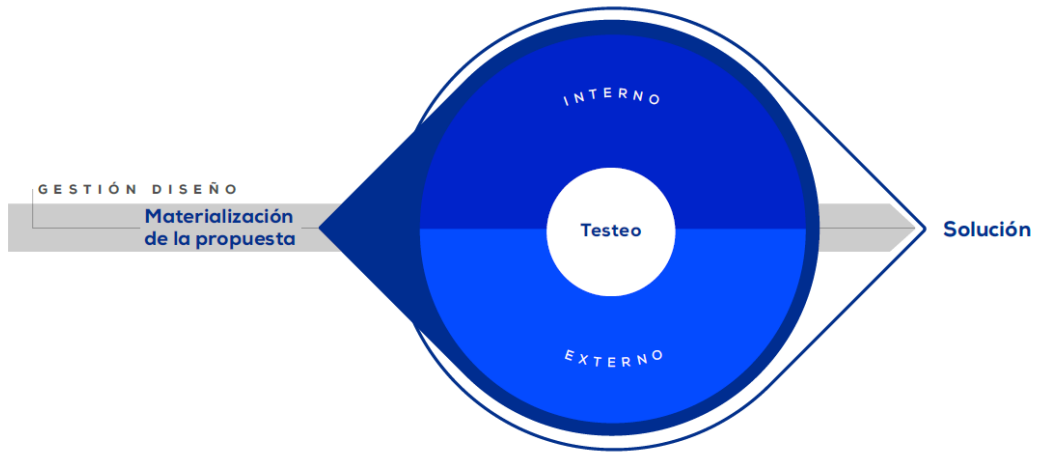 INTERNO
GESTIÓN DISEÑO
Materialización
de la propuesta
Testeo
Solución
EXTERNO